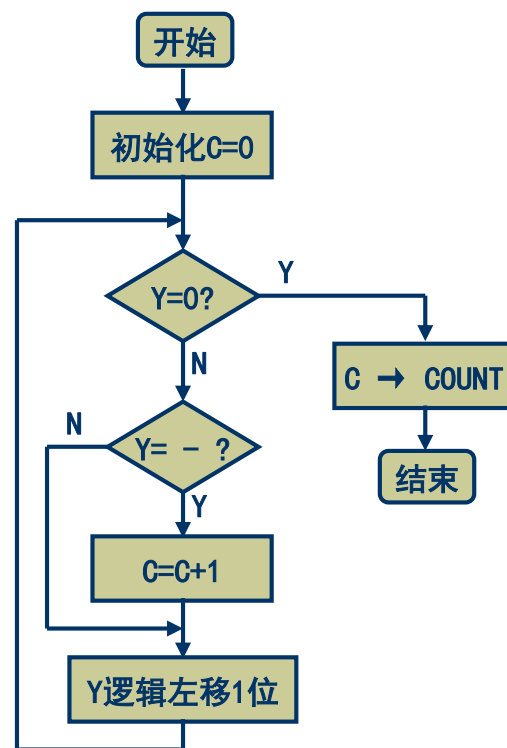 开始
初始化C=0
Y=0?
Y
C → COUNT
N
结束
Y= - ?
N
Y
C=C+1
Y逻辑左移1位